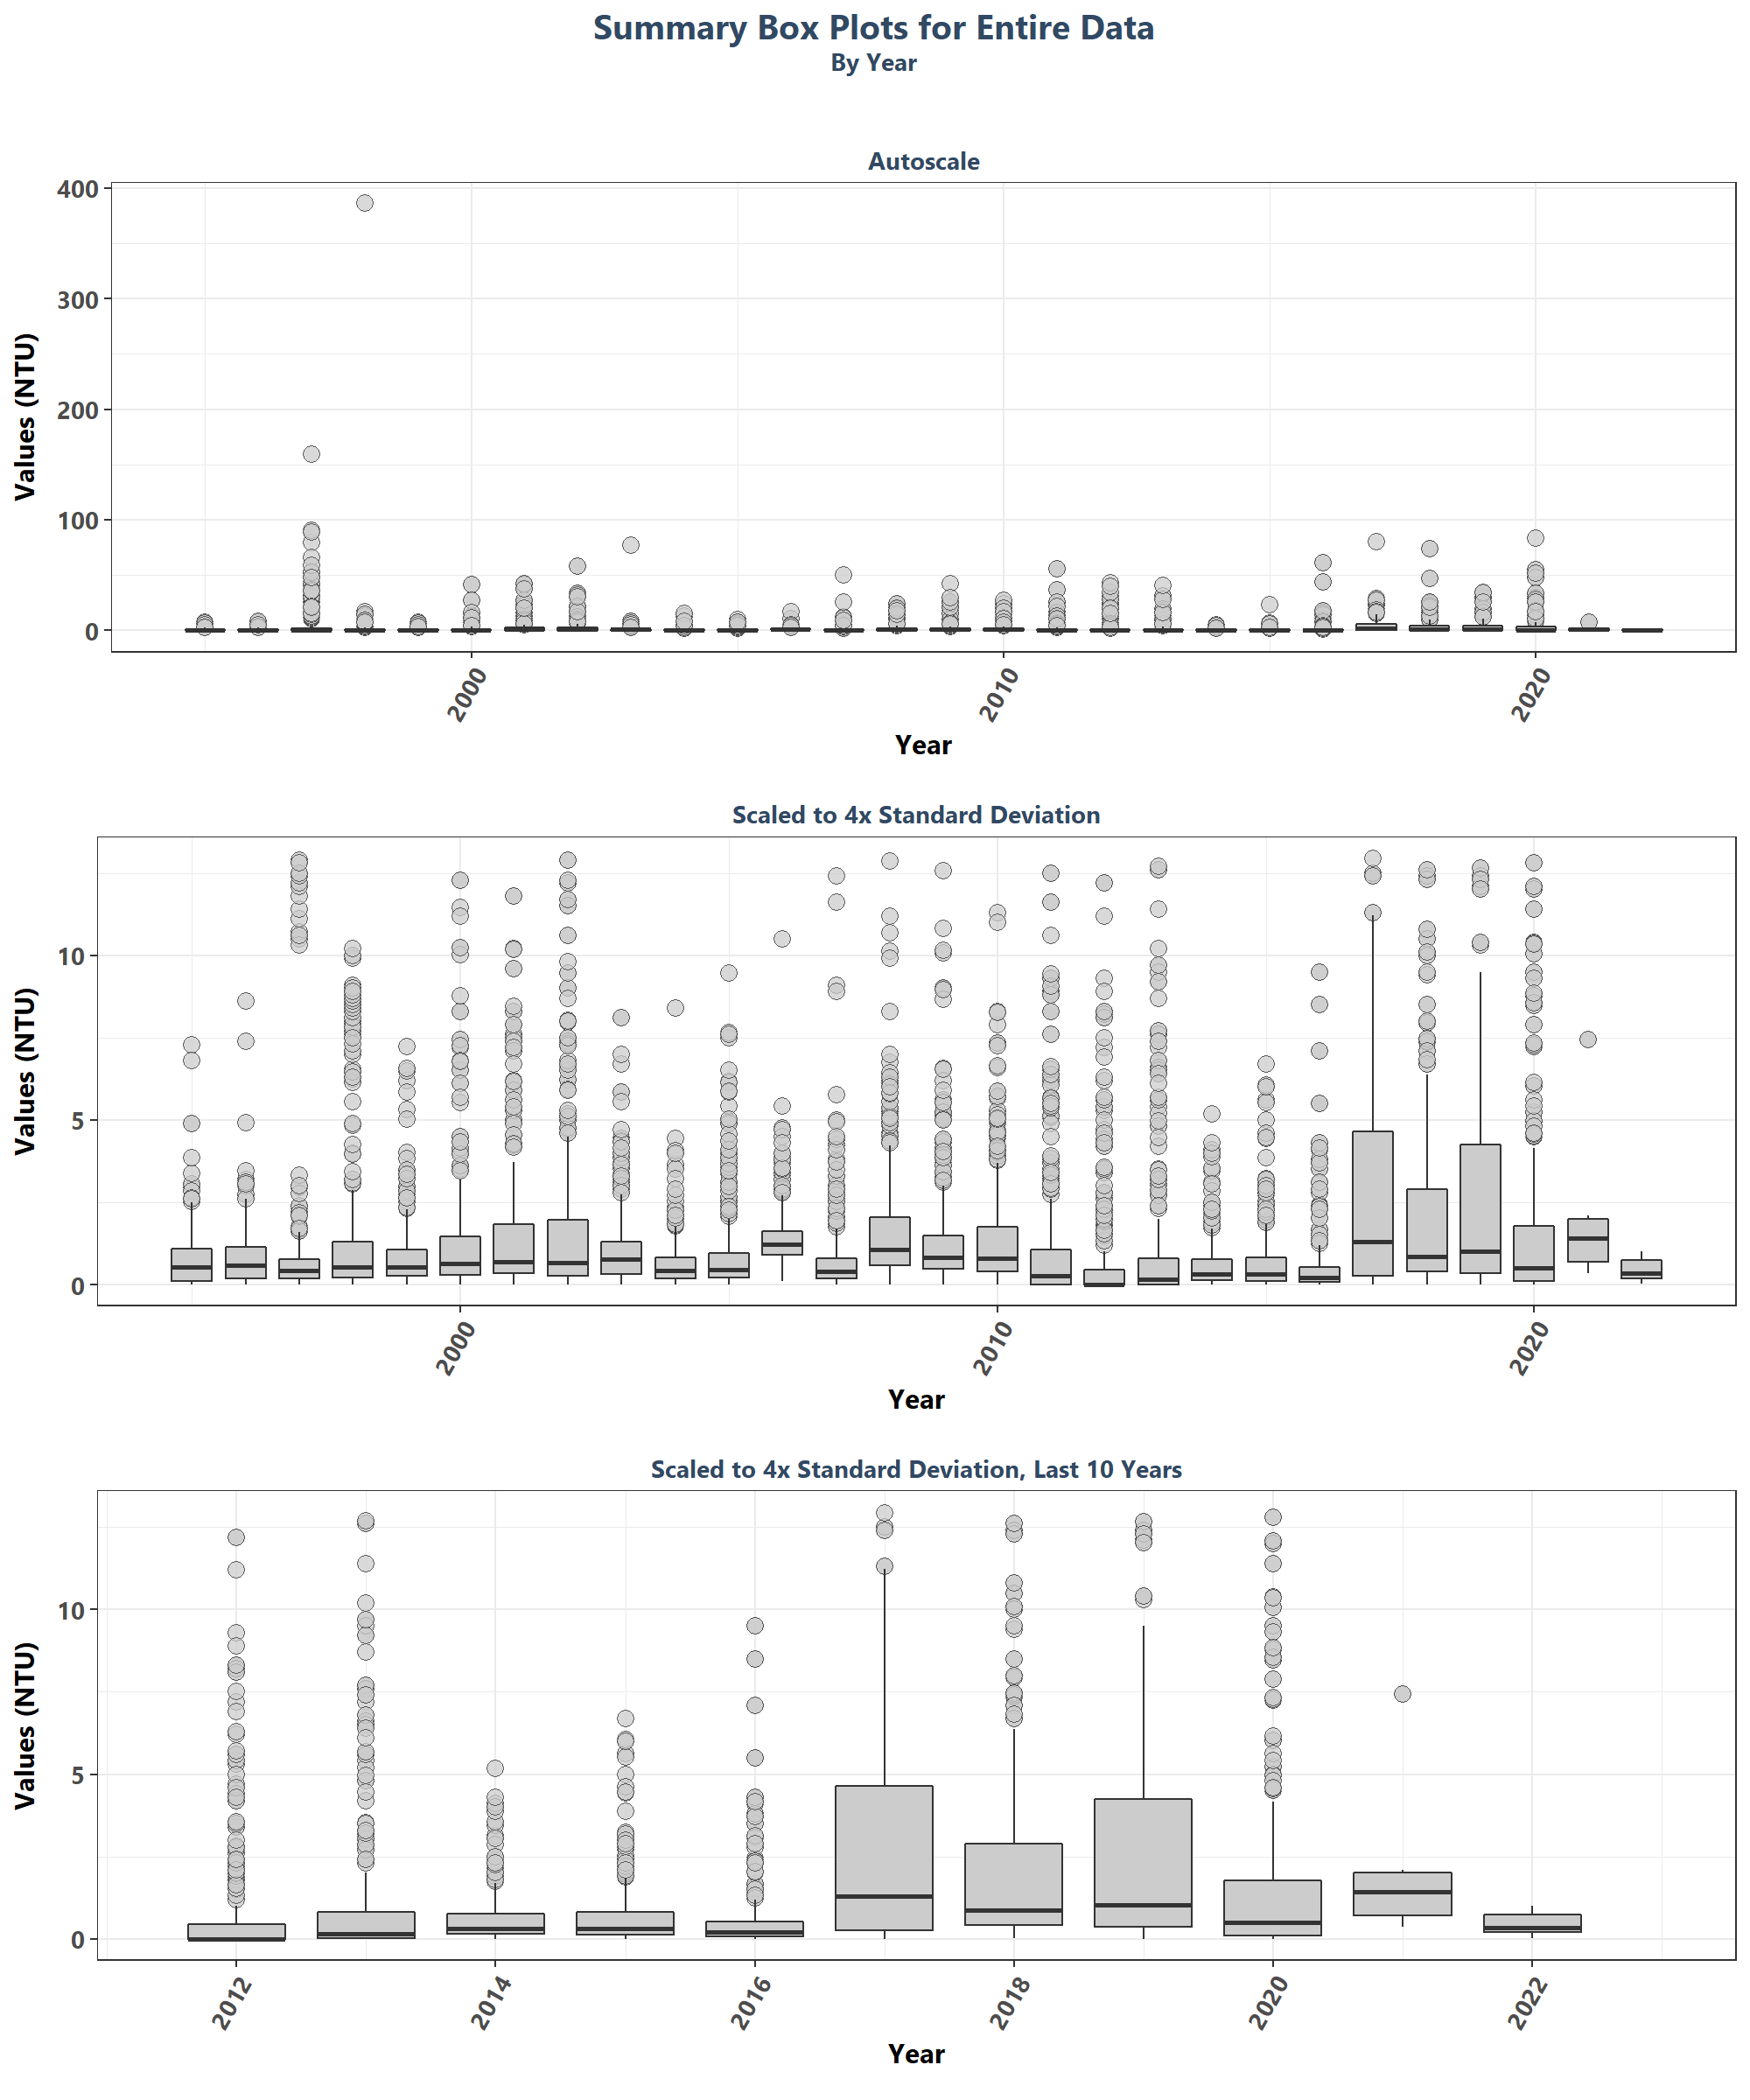 Summary Box Plots for Entire Data
By Year
Autoscale
Values (NTU)
400
300
200
100
0
2000
2010
2020
Year
Scaled to 4x Standard Deviation
Values (NTU)
10
5
0
2000
2010
2020
Year
Scaled to 4x Standard Deviation, Last 10 Years
Values (NTU)
10
5
0
2012
2014
2016
2018
2020
2022
Year